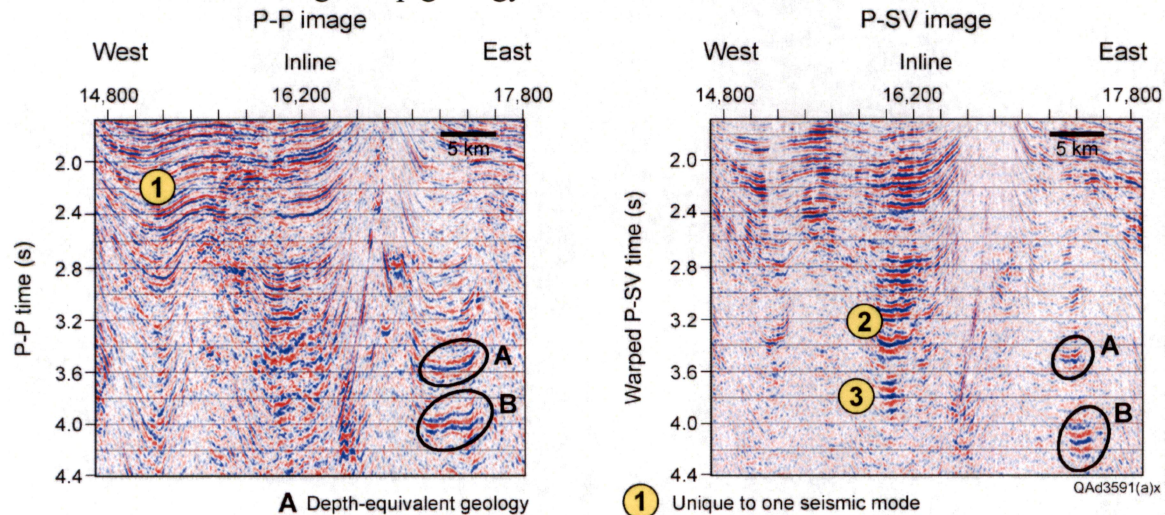 P-P image
West
Inline
East
14,800
16,200
17,800
5 km
2.0
2.4
2.8
3.2
3.6
4.0
4.4
P-P time (s)
1
A
B
A Depth-equivalent geology
P-SV image
West
Inline
East
14,800
16,200
17,800
5 km
2.0
2.4
2.8
3.2
3.6
4.0
4.4
Warped P-SV time (s)
2
3
A
B
QAd3591(a)x
1 Unique to one seismic mode